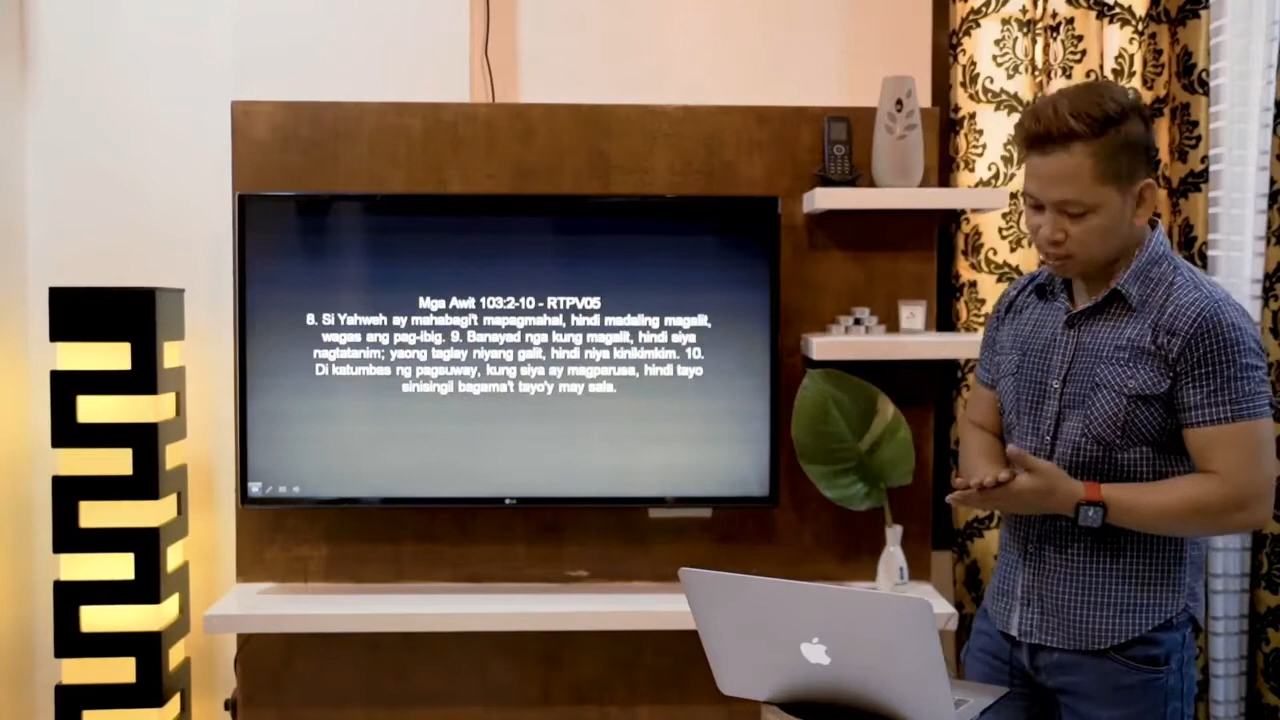 Mga Awit 103:2-10 - RTPV05
8. Si Yahweh ay mahabagi't mapagmahal, hindi madaling magalit,
wagas ang pag-ibig. 9. Banayad nga kung magalit, hindi siya
nagtatanim; yaong taglay niyang galit, hindi niya kinikimkim. 10.
Di katumbas ng pagsuway, kung siya ay magparusa, hindi tayo
sinisingil bagama't tayo'y may sala.
LG